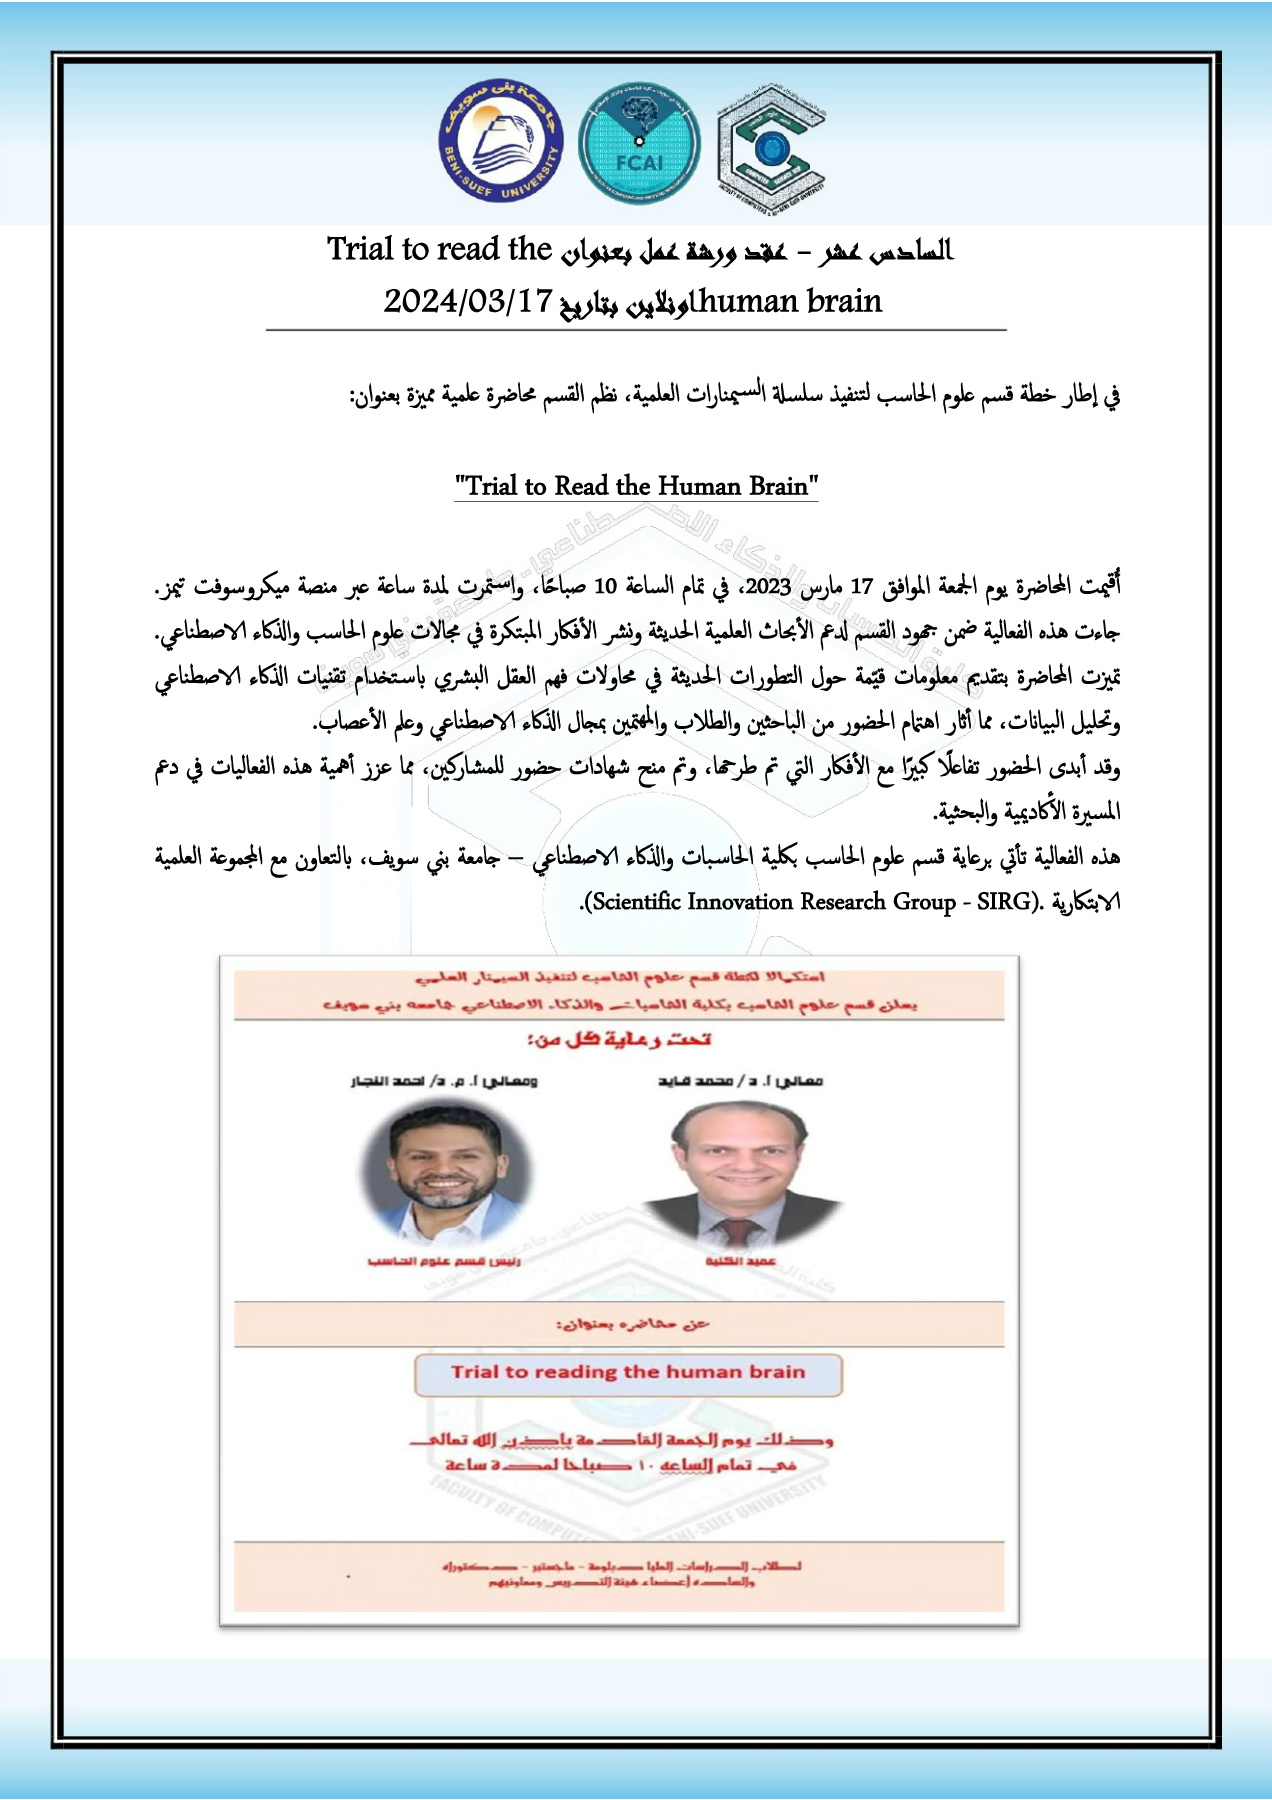 جامعة بنى سويف
BENI-SUEF UNIVERSITY
FCAI
السادس عشر – عقد ورشة عمل بعنوان Trial to read the
human brain اونلاين بتاريخ 2024/03/17
في إطار خطة قسم علوم الحاسب لتنفيذ سلسلة السيمنارات العلمية، نظم القسم محاضرة علمية مميزة بعنوان:
"Trial to Read the Human Brain"
أُقيمت المحاضرة يوم الجمعة الموافق 17 مارس 2023، في تمام الساعة 10 صباحًا، واستمرت لمدة ساعة عبر منصة ميكروسوفت تيمز.
جاءت هذه الفعالية ضمن جهود القسم لدعم الأبحاث العلمية الحديثة ونشر الأفكار المبتكرة في مجالات علوم الحاسب والذكاء الاصطناعي.
تميزت المحاضرة بتقديم معلومات قيّمة حول التطورات الحديثة في محاولات فهم العقل البشري باستخدام تقنيات الذكاء الاصطناعي
وتحليل البيانات، مما أثار اهتمام الحضور من الباحثين والطلاب والمهتمين بمجال الذكاء الاصطناعي وعلم الأعصاب.
وقد أبدى الحضور تفاعلًا كبيرًا مع الأفكار التي تم طرحها، وتم منح شهادات حضور للمشاركين، مما عزز أهمية هذه الفعاليات في دعم
المسيرة الأكاديمية والبحثية.
هذه الفعالية تأتي برعاية قسم علوم الحاسب بكلية الحاسبات والذكاء الاصطناعي – جامعة بني سويف، بالتعاون مع المجموعة العلمية
الابتكارية .(Scientific Innovation Research Group - SIRG).
استكمالا لخطة قسم علوم الحاسب لتنفيذ السيمنار العلمي
يعلن قسم علوم الحاسب بكلية الحاسبات والذكاء الاصطناعي جامعه بني سويف
تحت رعاية كل من:
معالي أ. د / محمد قايد
ومعالي أ. م. د/ احمد النجار
عميد الكلية
رئيس قسم علوم الحاسب
عن محاضره بعنوان:
Trial to reading the human brain
وذلك يوم الجمعة القادمة بإذن الله تعالى
في تمام الساعه ١٠ صباحا لمدة ساعة
لطلاب الدراسات العليا دبلومة - ماجستير - دكتوراه
والساده أعضاء هيئة التدريس ومعاونيهم